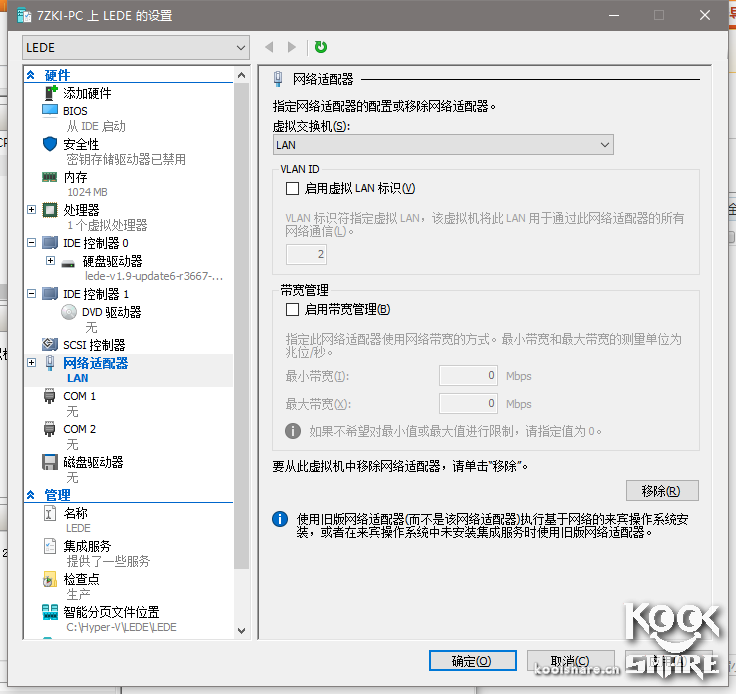 7ZKI-PC 上 LEDE 的设置
LEDE
硬件
添加硬件
BIOS
从 IDE 启动
安全性
密钥存储驱动器已禁用
内存
1024 MB
处理器
1 个虚拟处理器
IDE 控制器 0
硬盘驱动器
lede-v1.9-update6-r3667-...
IDE 控制器 1
DVD 驱动器
无
SCSI 控制器
网络适配器
LAN
COM 1
无
COM 2
无
磁盘驱动器
无
管理
名称
LEDE
集成服务
提供了一些服务
检查点
生产
智能分页文件位置
C:\Hyper-V\LEDE\LEDE
网络适配器
指定网络适配器的配置或移除网络适配器。
虚拟交换机(S):
LAN
VLAN ID
启用虚拟 LAN 标识(V)
VLAN 标识符指定虚拟 LAN，该虚拟机将此 LAN 用于通过此网络适配器的所有
网络通信(L)。
2
带宽管理
启用带宽管理(B)
指定此网络适配器使用网络带宽的方式。最小带宽和最大带宽的测量单位为
兆位/秒。
最小带宽(I): 0 Mbps
最大带宽(X): 0 Mbps
如果不希望对最小值或最大值进行限制，请指定值为 0。
要从此虚拟机中移除网络适配器，请单击"移除"。
移除(R)
使用旧版网络适配器(而不是该网络适配器)执行基于网络的来宾操作系统安
装，或者在来宾操作系统中未安装集成服务时使用旧版网络适配器。
确定(O)
取消(C)
koolshare.cn
KOOL
SHARE